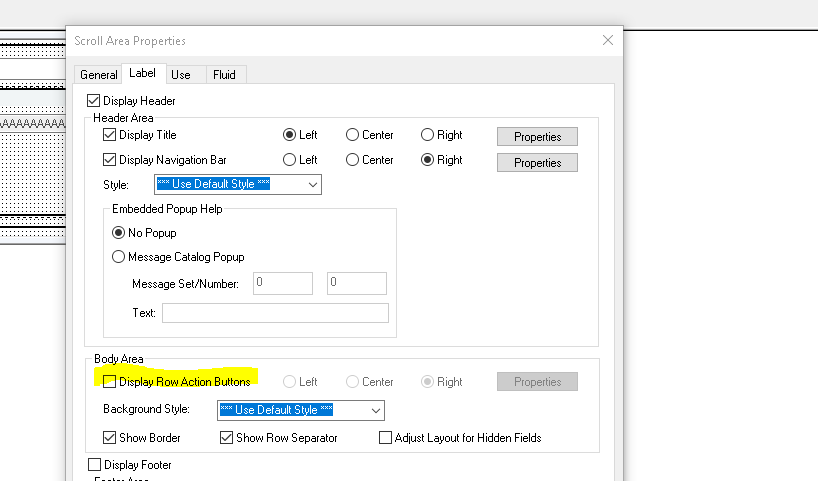 Scroll Area Properties
General Label Use Fluid
Display Header
Header Area
Display Title Left Center Right Properties
Display Navigation Bar Left Center Right Properties
Style: *** Use Default Style ***
Embedded Popup Help
No Popup
Message Catalog Popup
Message Set/Number: 0 0
Text:
Body Area
Display Row Action Buttons Left Center Right Properties
Background Style: *** Use Default Style ***
Show Border Show Row Separator Adjust Layout for Hidden Fields
Display Footer
Footer Area